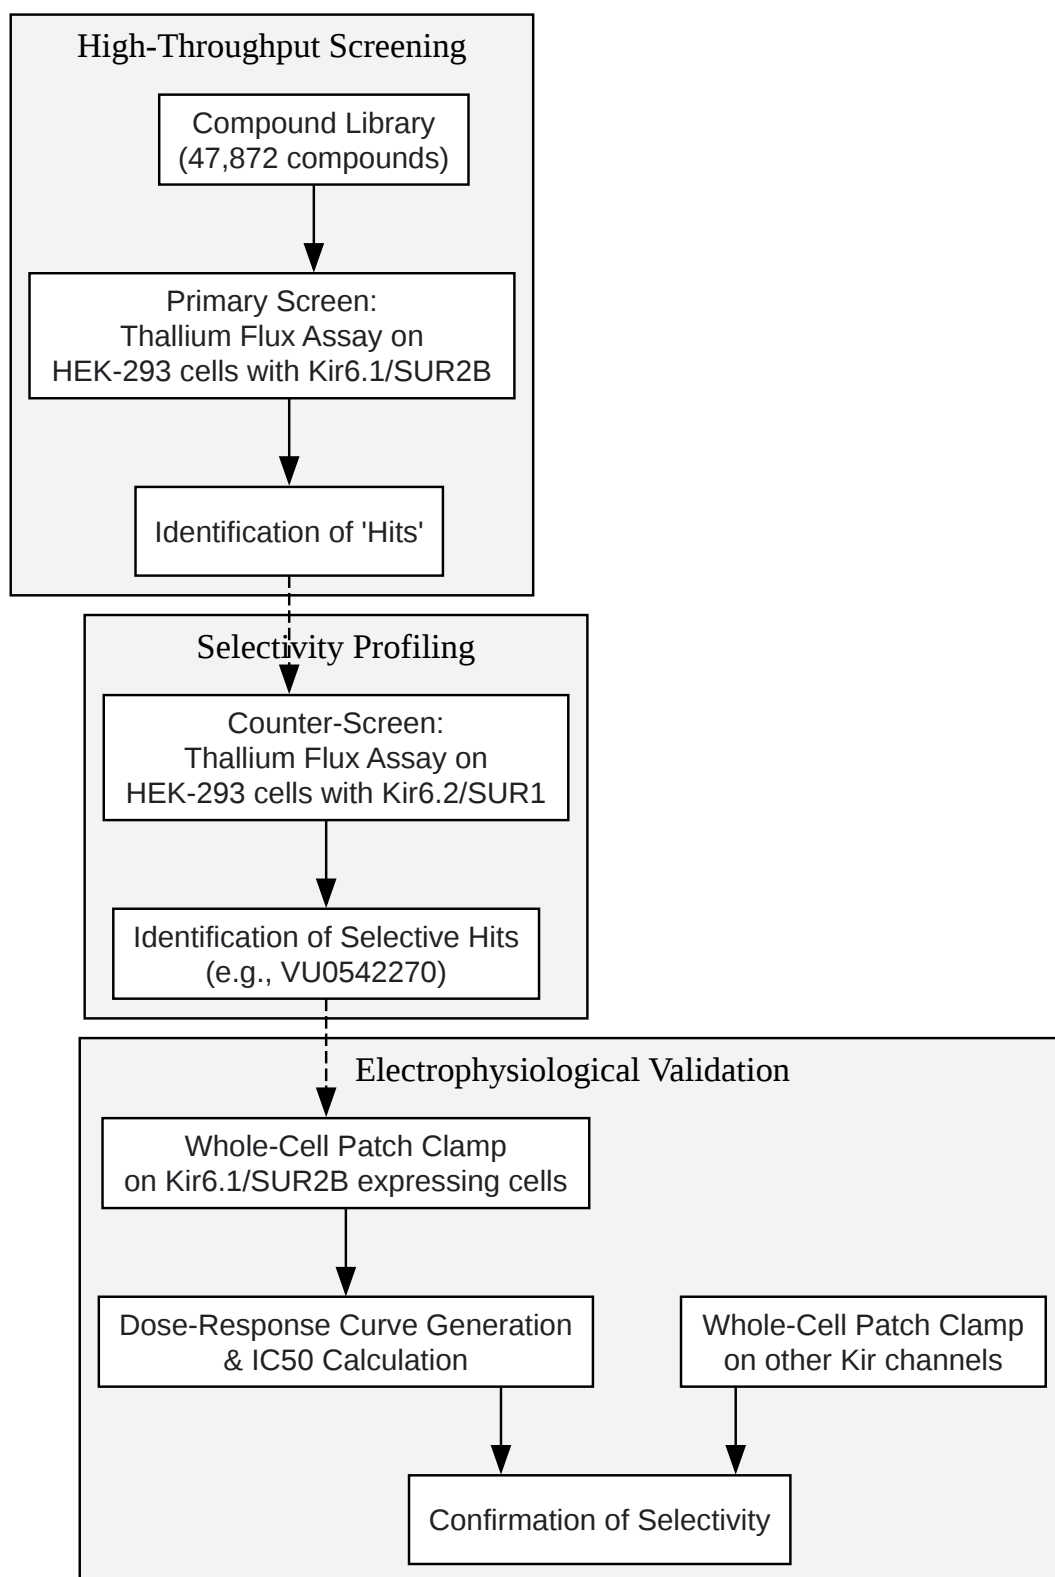 High-Throughput Screening
Compound Library
(47,872 compounds)
Primary Screen:
Thallium Flux Assay on
HEK-293 cells with Kir6.1/SUR2B
Identification of 'Hits'
Selectivity Profiling
Counter-Screen:
Thallium Flux Assay on
HEK-293 cells with Kir6.2/SUR1
Identification of Selective Hits
(e.g., VU0542270)
Electrophysiological Validation
Whole-Cell Patch Clamp
on Kir6.1/SUR2B expressing cells
Dose-Response Curve Generation
& IC50 Calculation
Whole-Cell Patch Clamp
on other Kir channels
Confirmation of Selectivity